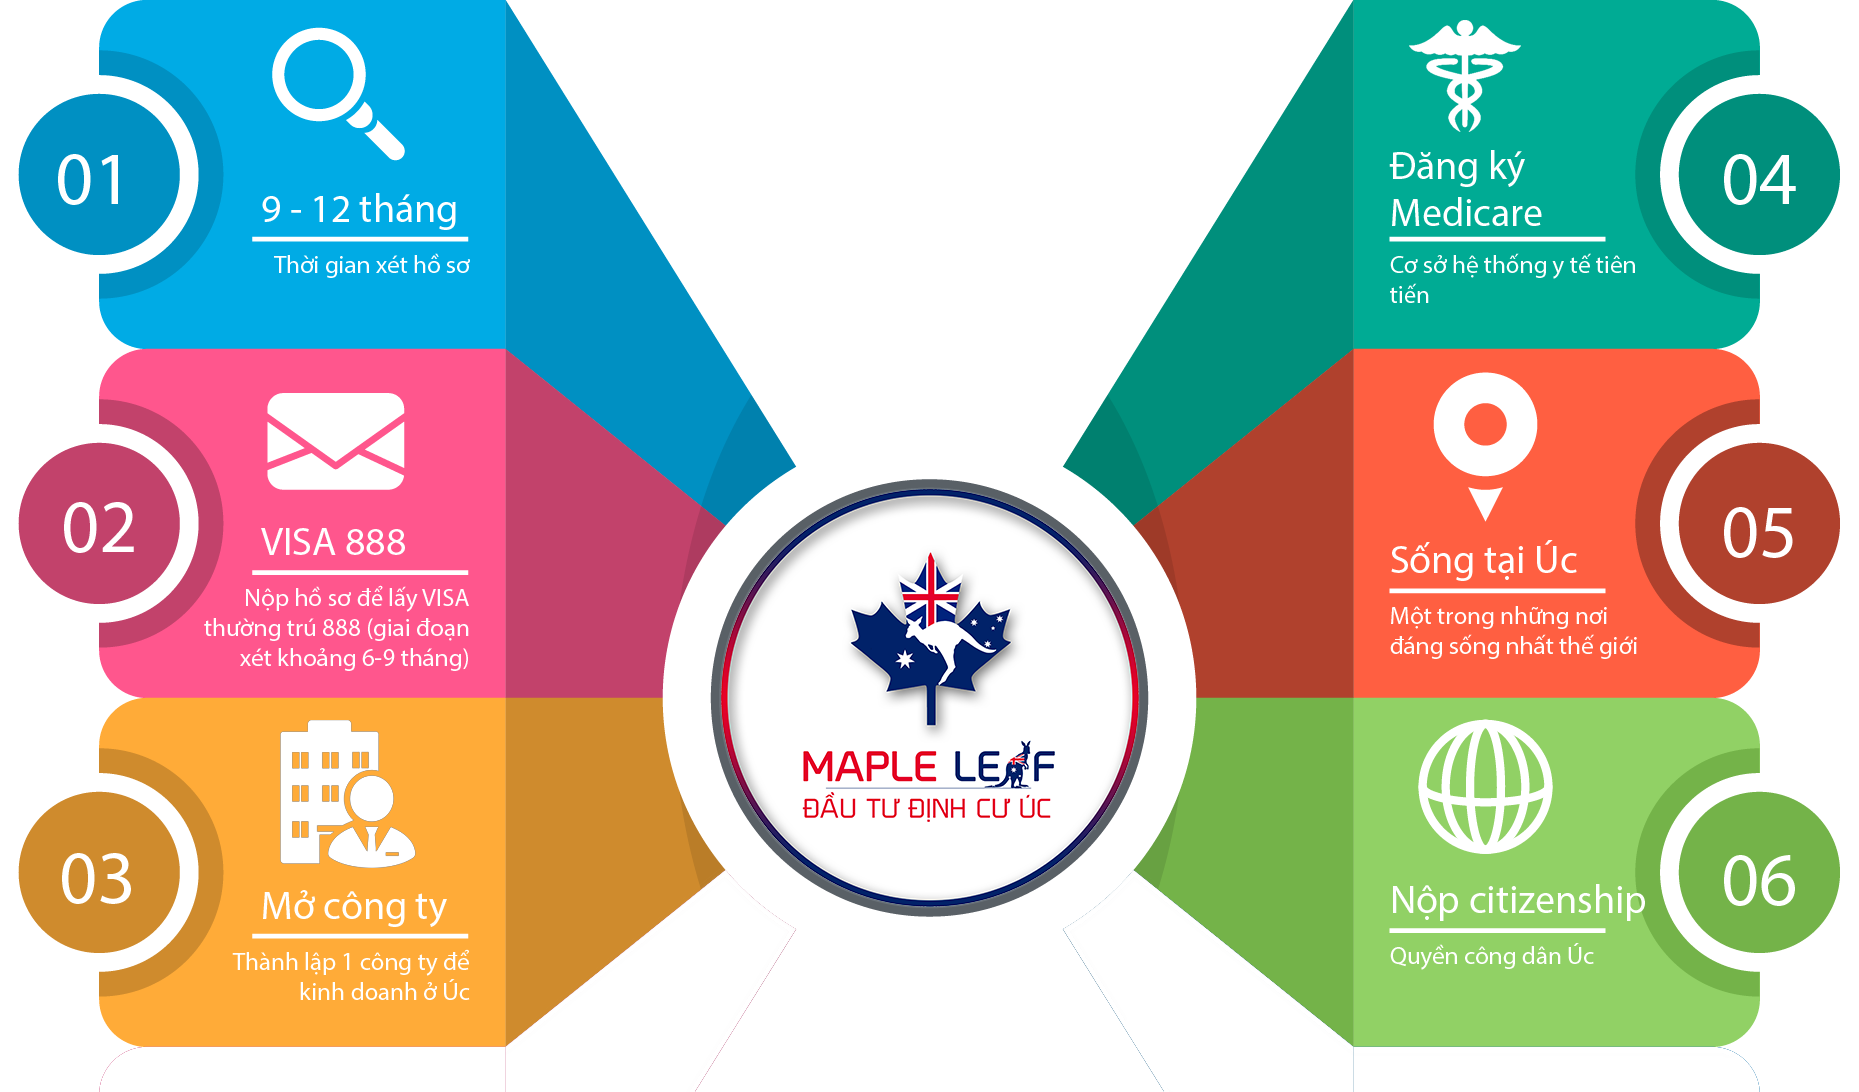 01
9 - 12 tháng
Thời gian xét hồ sơ
02
VISA 888
Nộp hồ sơ để lấy VISA
thường trú 888 (giai đoạn
xét khoảng 6-9 tháng)
03
Mở công ty
Thành lập 1 công ty để
kinh doanh ở Úc
MAPLE LEAF
ĐẦU TƯ ĐỊNH CƯ ÚC
04
Đăng ký
Medicare
Cơ sở hệ thống y tế tiên
tiến
05
Sống tại Úc
Một trong những nơi
đáng sống nhất thế giới
06
Nộp citizenship
Quyền công dân Úc